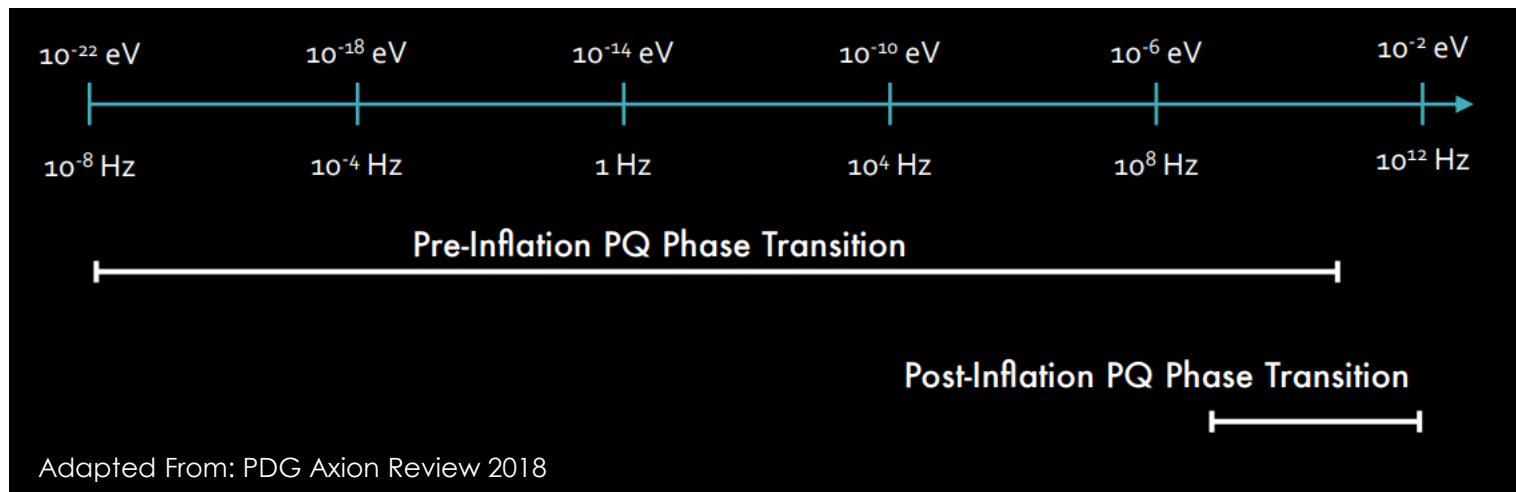 10⁻²² eV 10⁻¹⁸ eV 10⁻¹⁴ eV 10⁻¹⁰ eV 10⁻⁶ eV 10⁻² eV
10⁻⁸ Hz 10⁻⁴ Hz 1 Hz 10⁴ Hz 10⁸ Hz 10¹² Hz
Pre-Inflation PQ Phase Transition
Post-Inflation PQ Phase Transition
Adapted From: PDG Axion Review 2018